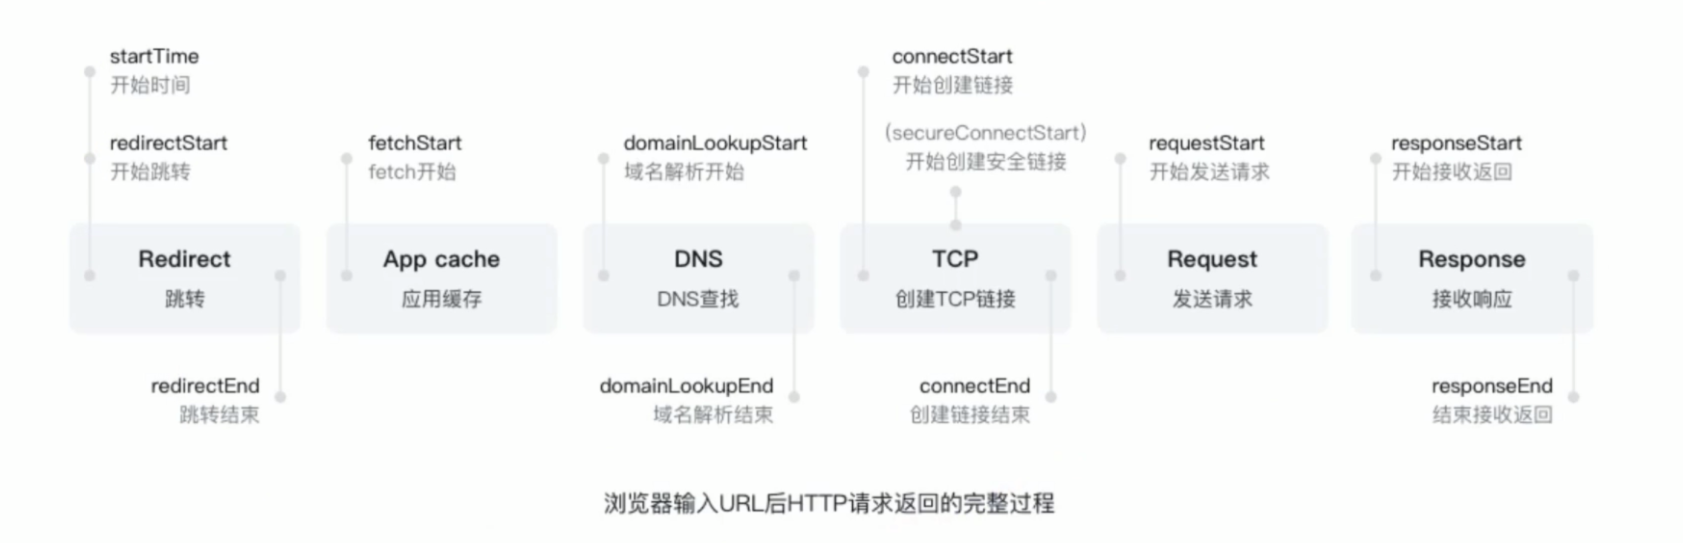 startTime
开始时间
redirectStart
开始跳转
Redirect
跳转
redirectEnd
跳转结束
fetchStart
fetch开始
App cache
应用缓存
domainLookupStart
域名解析开始
DNS
DNS查找
domainLookupEnd
域名解析结束
connectStart
开始创建链接
(secureConnectStart)
开始创建安全链接
TCP
创建TCP链接
connectEnd
创建链接结束
requestStart
开始发送请求
Request
发送请求
responseStart
开始接收返回
Response
接收响应
responseEnd
结束接收返回
浏览器输入URL后HTTP请求返回的完整过程